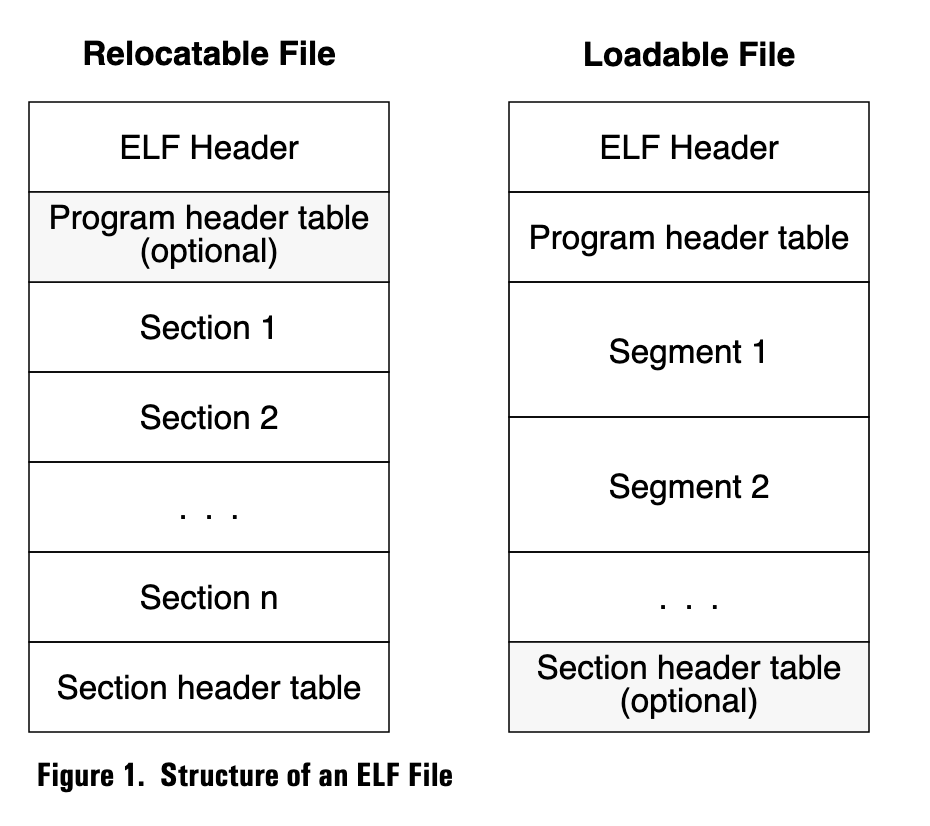 Relocatable File
ELF Header
Program header table
(optional)
Section 1
Section 2
. . .
Section n
Section header table
Loadable File
ELF Header
Program header table
Segment 1
Segment 2
. . .
Section header table
(optional)
Figure 1. Structure of an ELF File